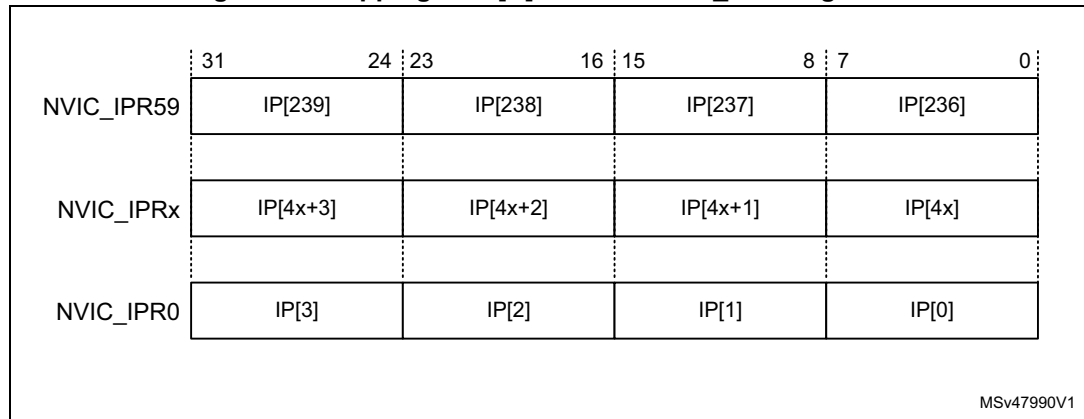 31 24 23 16 15 8 7 0
NVIC_IPR59 IP[239] IP[238] IP[237] IP[236]
NVIC_IPRx IP[4x+3] IP[4x+2] IP[4x+1] IP[4x]
NVIC_IPR0 IP[3] IP[2] IP[1] IP[0]
MSv47990V1